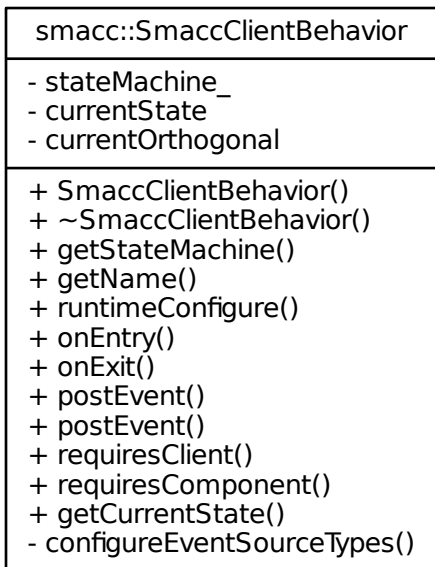 smacc::SmaccClientBehavior
- stateMachine_
- currentState
- currentOrthogonal
+ SmaccClientBehavior()
+ ~SmaccClientBehavior()
+ getStateMachine()
+ getName()
+ runtimeConfigure()
+ onEntry()
+ onExit()
+ postEvent()
+ postEvent()
+ requiresClient()
+ requiresComponent()
+ getCurrentState()
- configureEventSourceTypes()